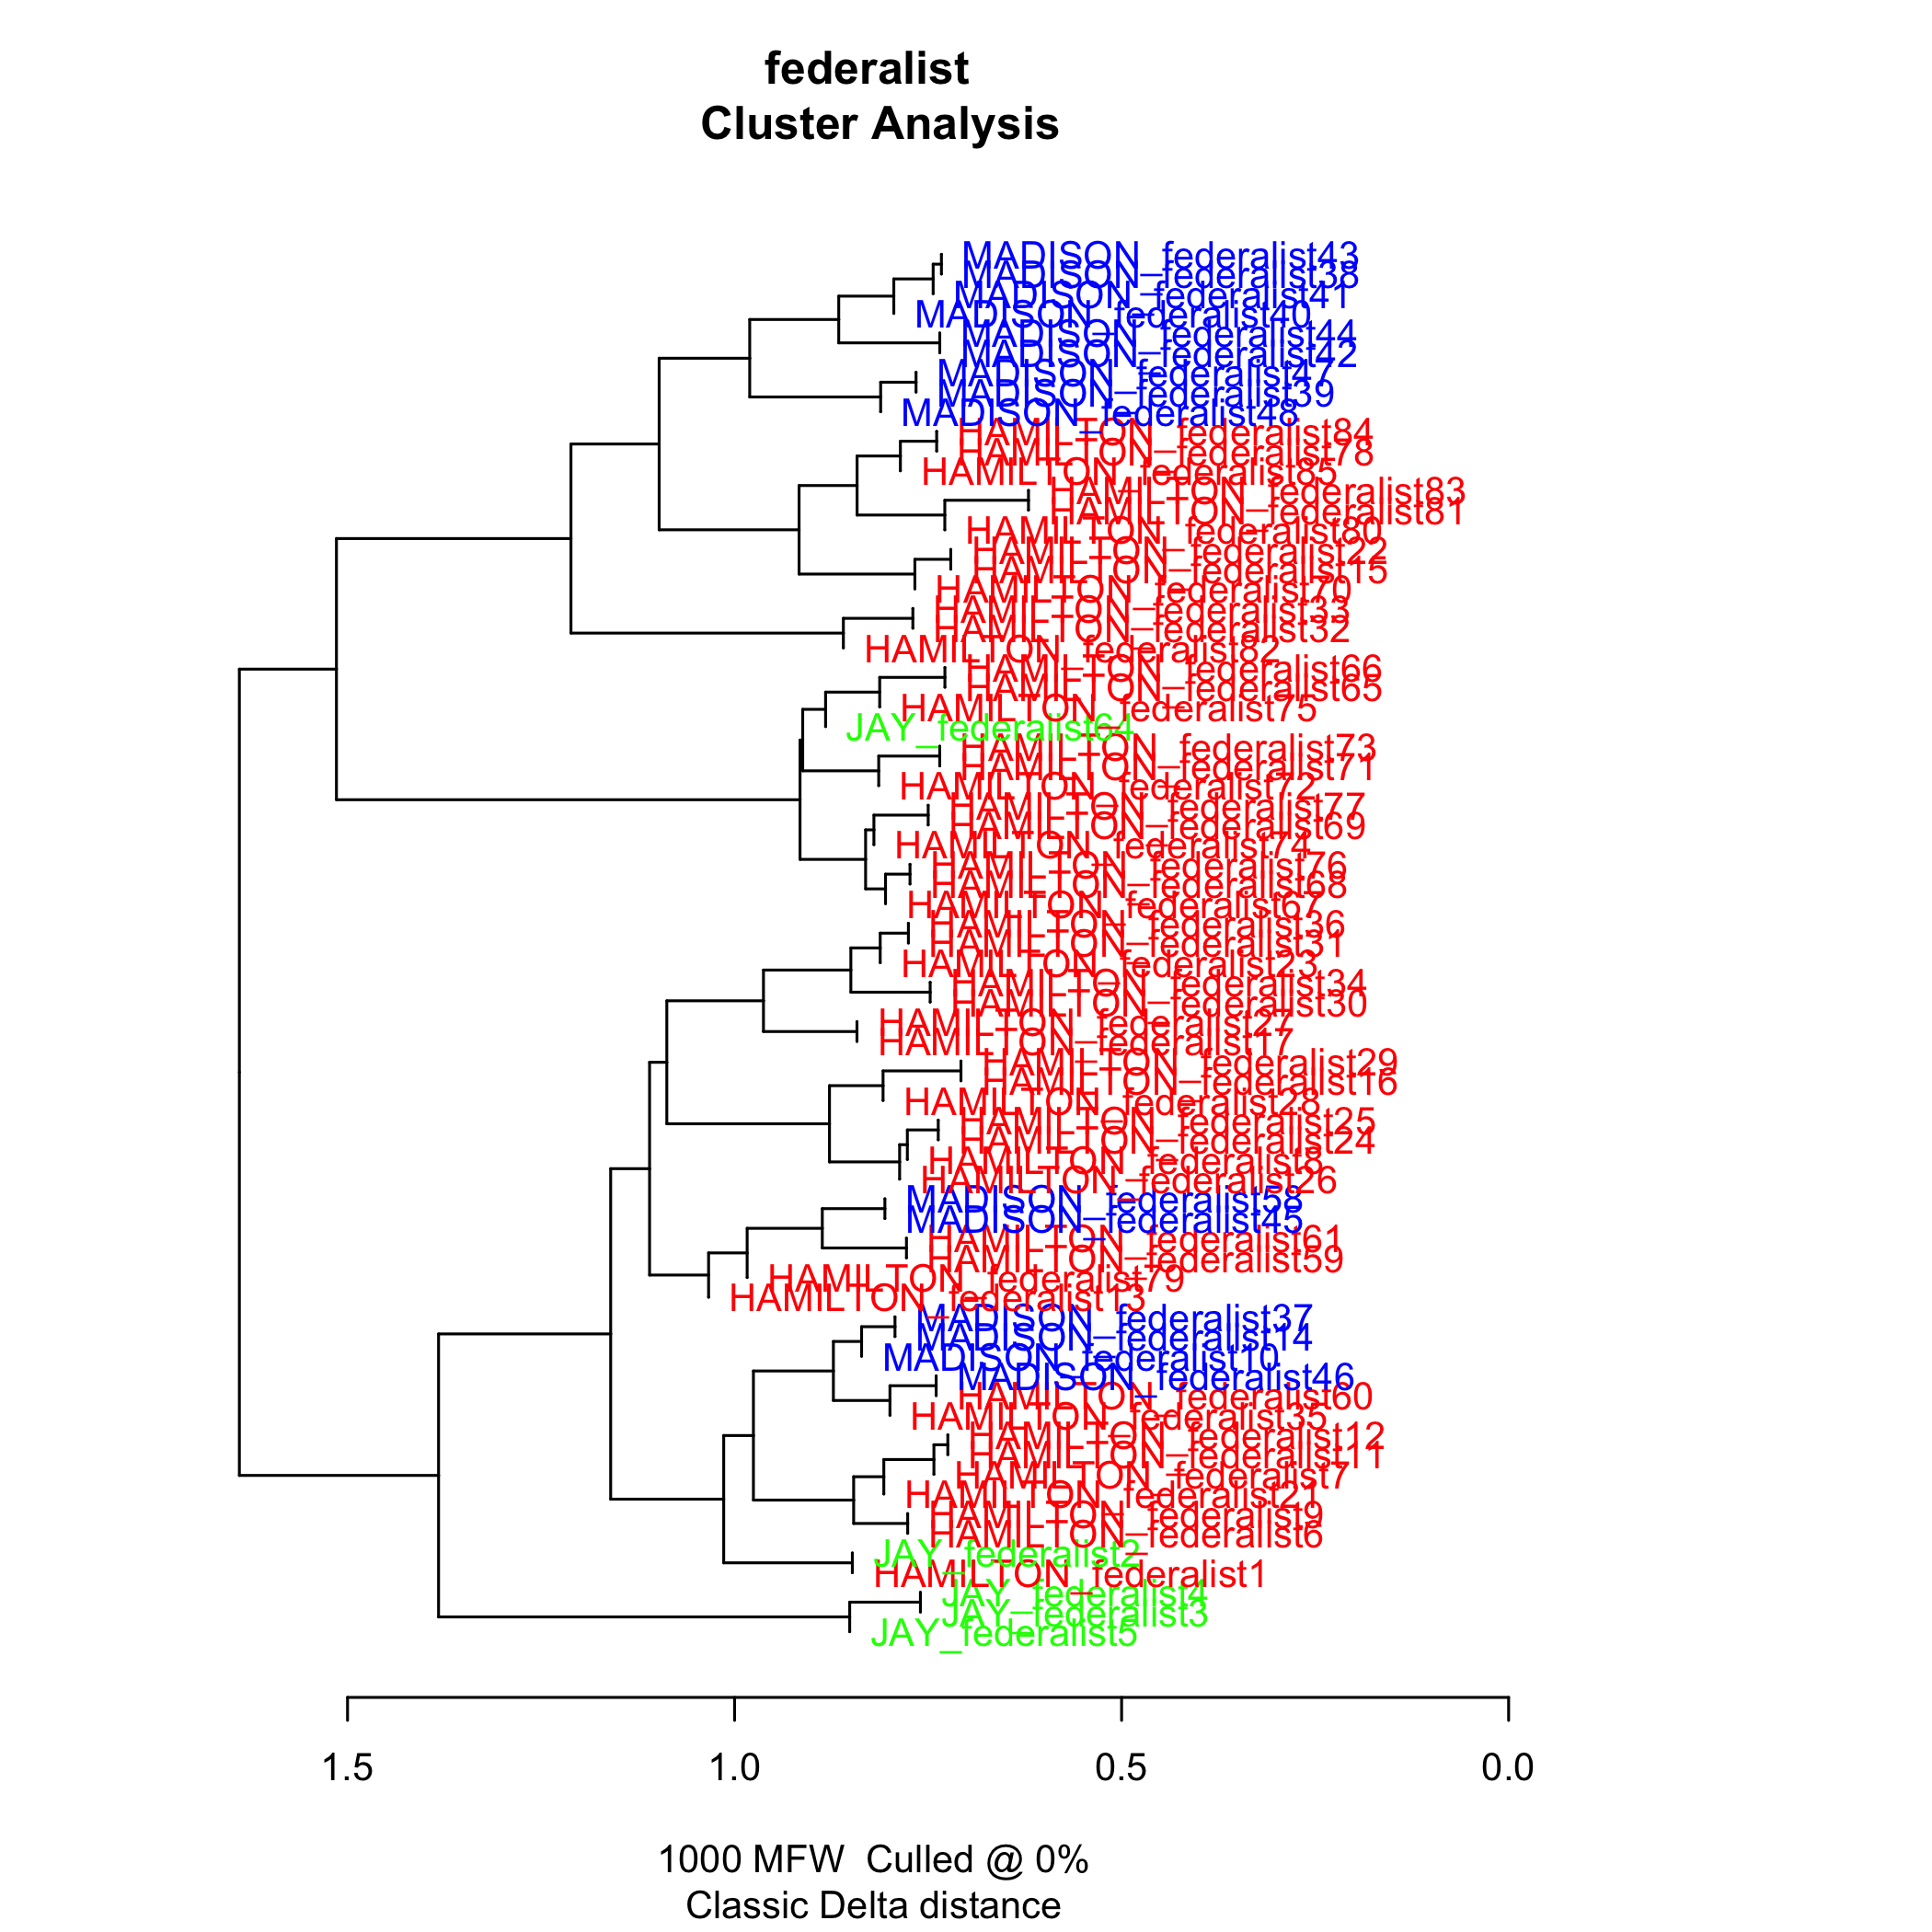 federalist
Cluster Analysis
MADISON_federalist43
MADISON_federalist38
MADISON_federalist41
MADISON_federalist40
MADISON_federalist44
MADISON_federalist42
MADISON_federalist47
MADISON_federalist39
MADISON_federalist48
HAMILTON_federalist84
HAMILTON_federalist78
HAMILTON_federalist85
HAMILTON_federalist83
HAMILTON_federalist81
HAMILTON_federalist80
HAMILTON_federalist22
HAMILTON_federalist15
HAMILTON_federalist70
HAMILTON_federalist33
HAMILTON_federalist32
HAMILTON_federalist82
HAMILTON_federalist66
HAMILTON_federalist65
HAMILTON_federalist75
JAY_federalist64
HAMILTON_federalist73
HAMILTON_federalist71
HAMILTON_federalist72
HAMILTON_federalist77
HAMILTON_federalist69
HAMILTON_federalist74
HAMILTON_federalist76
HAMILTON_federalist68
HAMILTON_federalist67
HAMILTON_federalist36
HAMILTON_federalist31
HAMILTON_federalist23
HAMILTON_federalist34
HAMILTON_federalist30
HAMILTON_federalist27
HAMILTON_federalist17
HAMILTON_federalist29
HAMILTON_federalist16
HAMILTON_federalist28
HAMILTON_federalist25
HAMILTON_federalist24
HAMILTON_federalist8
HAMILTON_federalist26
MADISON_federalist58
MADISON_federalist45
HAMILTON_federalist61
HAMILTON_federalist59
HAMILTON_federalist79
HAMILTON_federalist13
MADISON_federalist37
MADISON_federalist14
MADISON_federalist10
MADISON_federalist46
HAMILTON_federalist60
HAMILTON_federalist35
HAMILTON_federalist12
HAMILTON_federalist11
HAMILTON_federalist7
HAMILTON_federalist21
HAMILTON_federalist9
HAMILTON_federalist6
JAY_federalist2
HAMILTON_federalist1
JAY_federalist4
JAY_federalist3
JAY_federalist5
1.5 1.0 0.5 0.0
1000 MFW  Culled @ 0%
Classic Delta distance